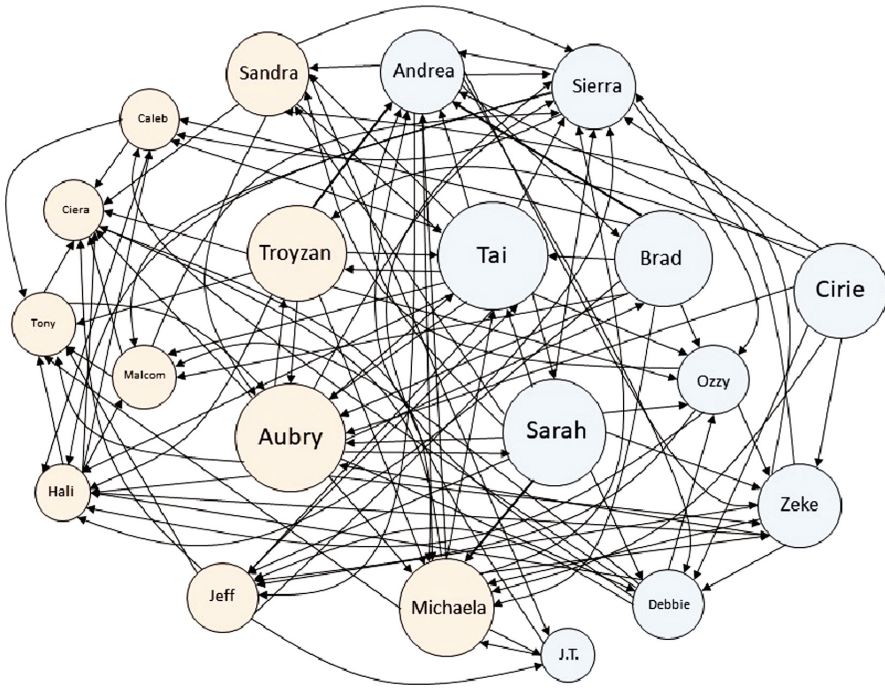 Sandra
Andrea
Sierra
Caleb
Ciera
Troyzan
Tai
Brad
Cirie
Tony
Malcom
Ozzy
Aubry
Sarah
Hali
Zeke
Jeff
Michaela
Debbie
J.T.